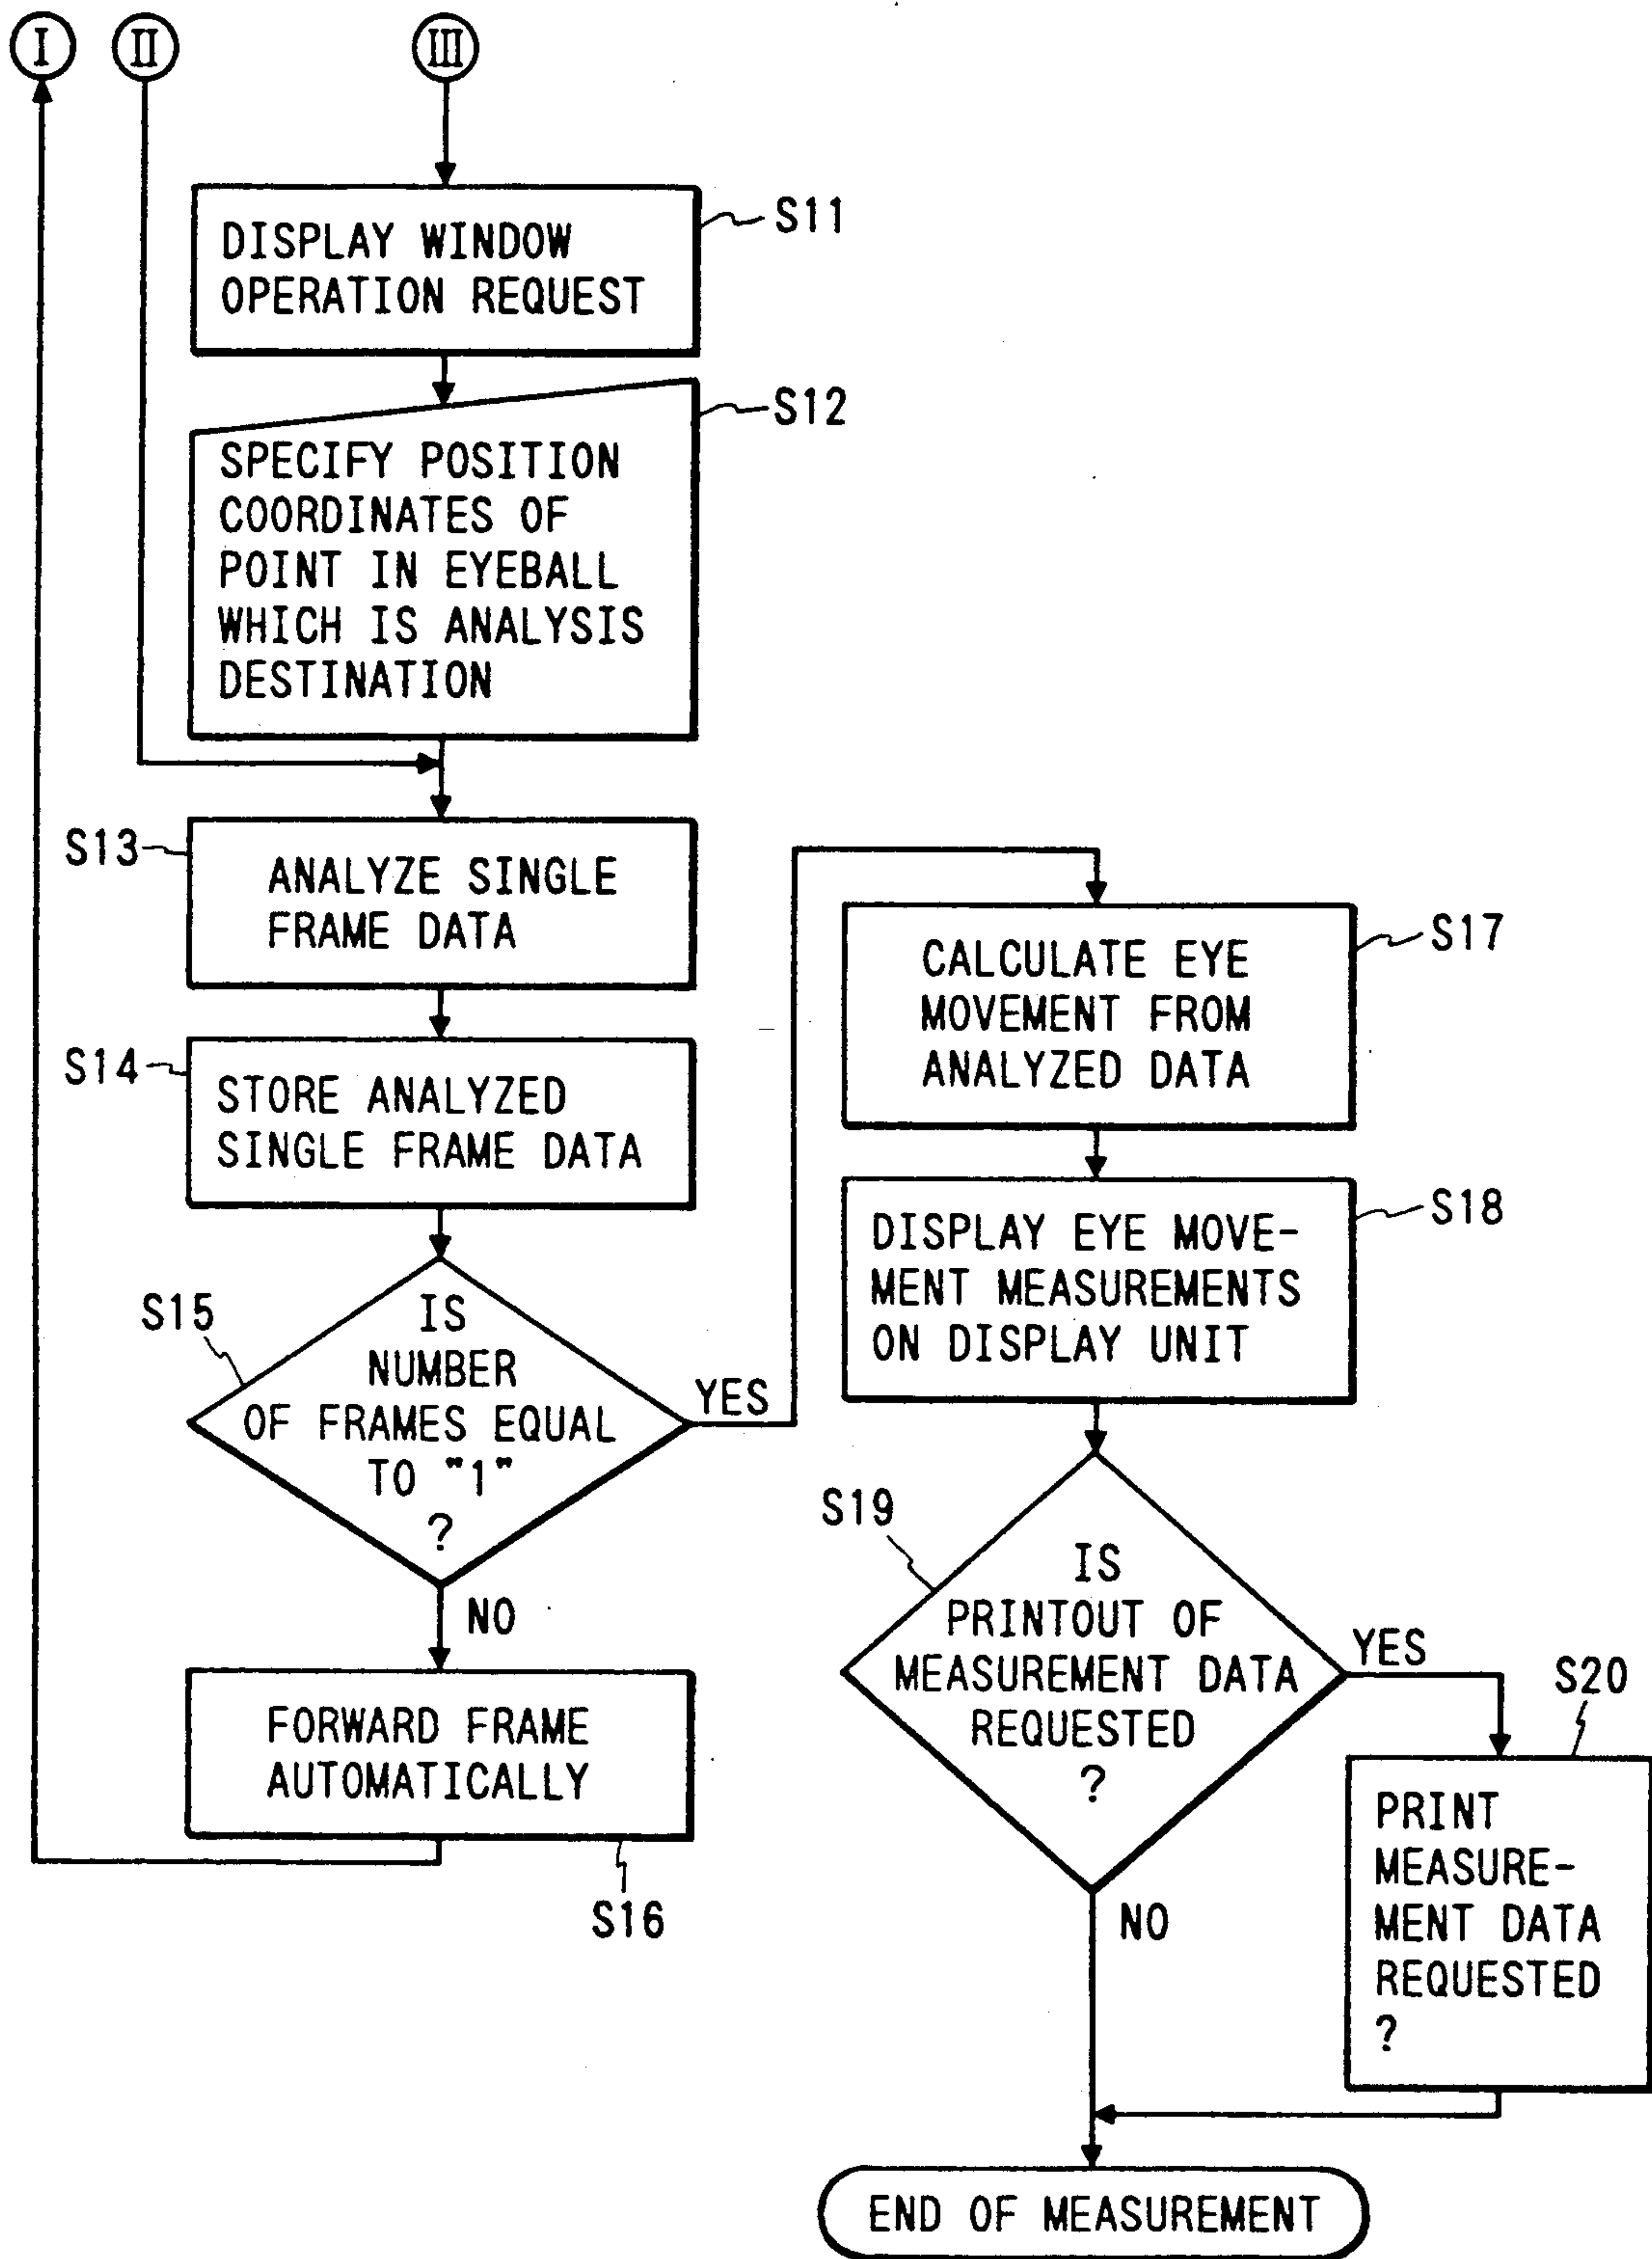 I
II
III
DISPLAY WINDOW
OPERATION REQUEST
S11
SPECIFY POSITION
COORDINATES OF
POINT IN EYEBALL
WHICH IS ANALYSIS
DESTINATION
S12
S13
ANALYZE SINGLE
FRAME DATA
S14
STORE ANALYZED
SINGLE FRAME DATA
S15
IS
NUMBER
OF FRAMES EQUAL
TO "1"
?
YES
NO
FORWARD FRAME
AUTOMATICALLY
S16
CALCULATE EYE
MOVEMENT FROM
ANALYZED DATA
S17
DISPLAY EYE MOVE-
MENT MEASUREMENTS
ON DISPLAY UNIT
S18
S19
IS
PRINTOUT OF
MEASUREMENT DATA
REQUESTED
?
YES
NO
S20
PRINT
MEASURE-
MENT DATA
REQUESTED
?
END OF MEASUREMENT